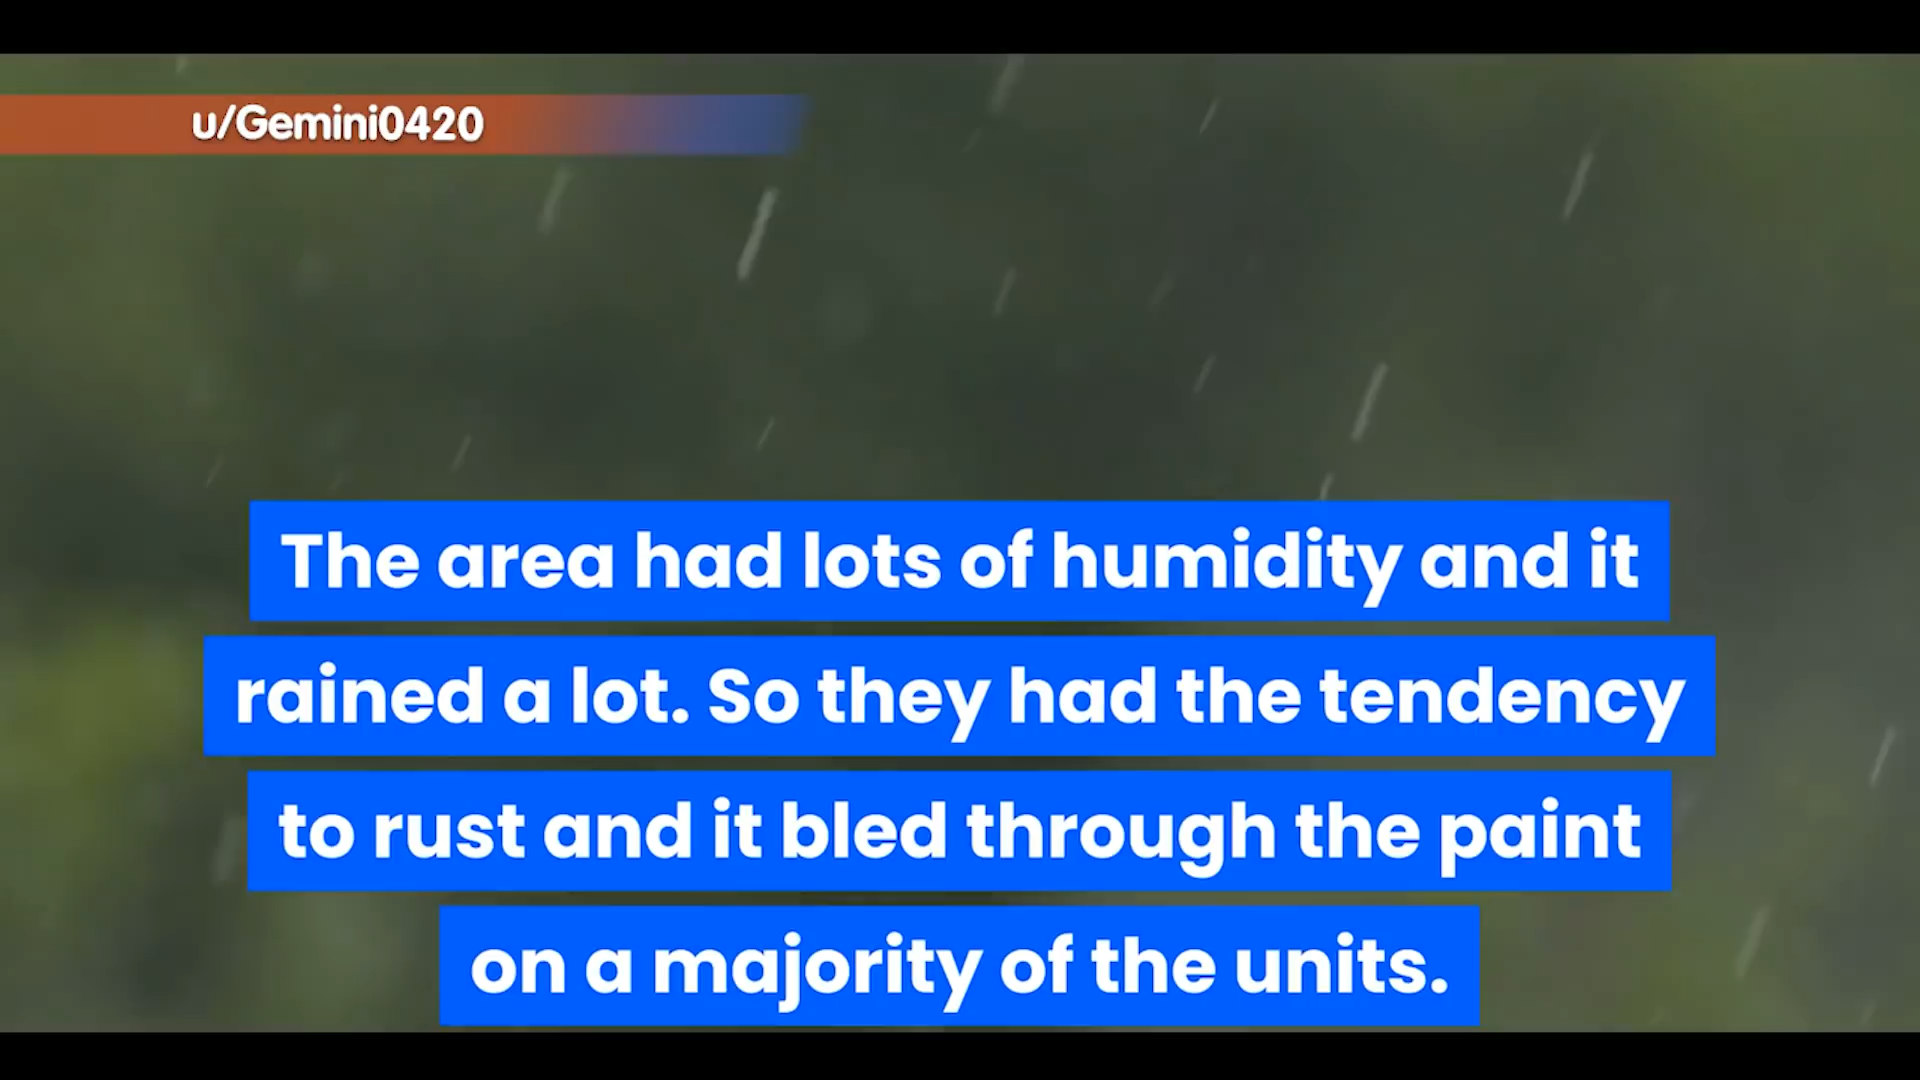 u/Gemini0420
The area had lots of humidity and it
rained a lot. So they had the tendency
to rust and it bled through the paint
on a majority of the units.